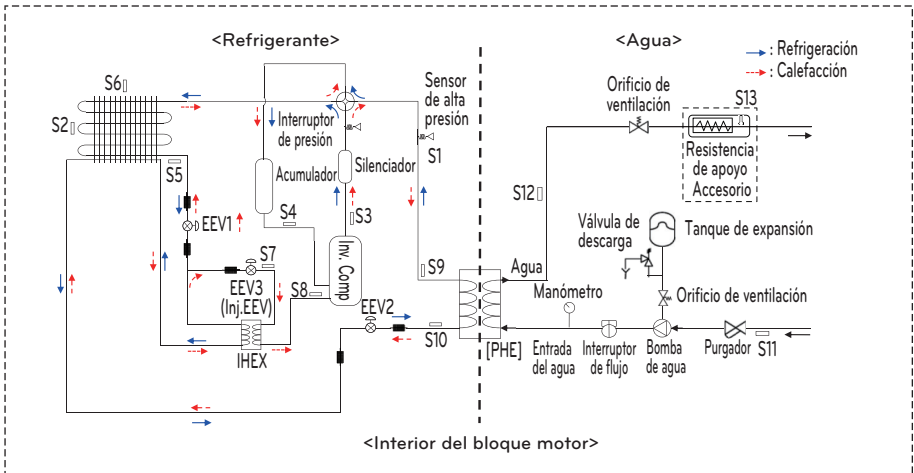 <Refrigerante>
<Agua>
: Refrigeración
: Calefacción
S6
S2
S5
Interruptor
de presión
Sensor
de alta
presión
S1
Orificio de
ventilación
S13
Resistencia
de apoyo
Accesorio
Acumulador
Silenciador
S4
S3
S12
EEV1
S7
EEV3
(Inj.EEV)
S8
Inv. Comp
S9
Agua
Válvula de
descarga
Tanque de expansión
EEV2
Manómetro
Orificio de ventilación
IHEX
S10
[PHE]
Entrada
del agua
Interruptor
de flujo
Bomba
de agua
Purgador
S11
<Interior del bloque motor>